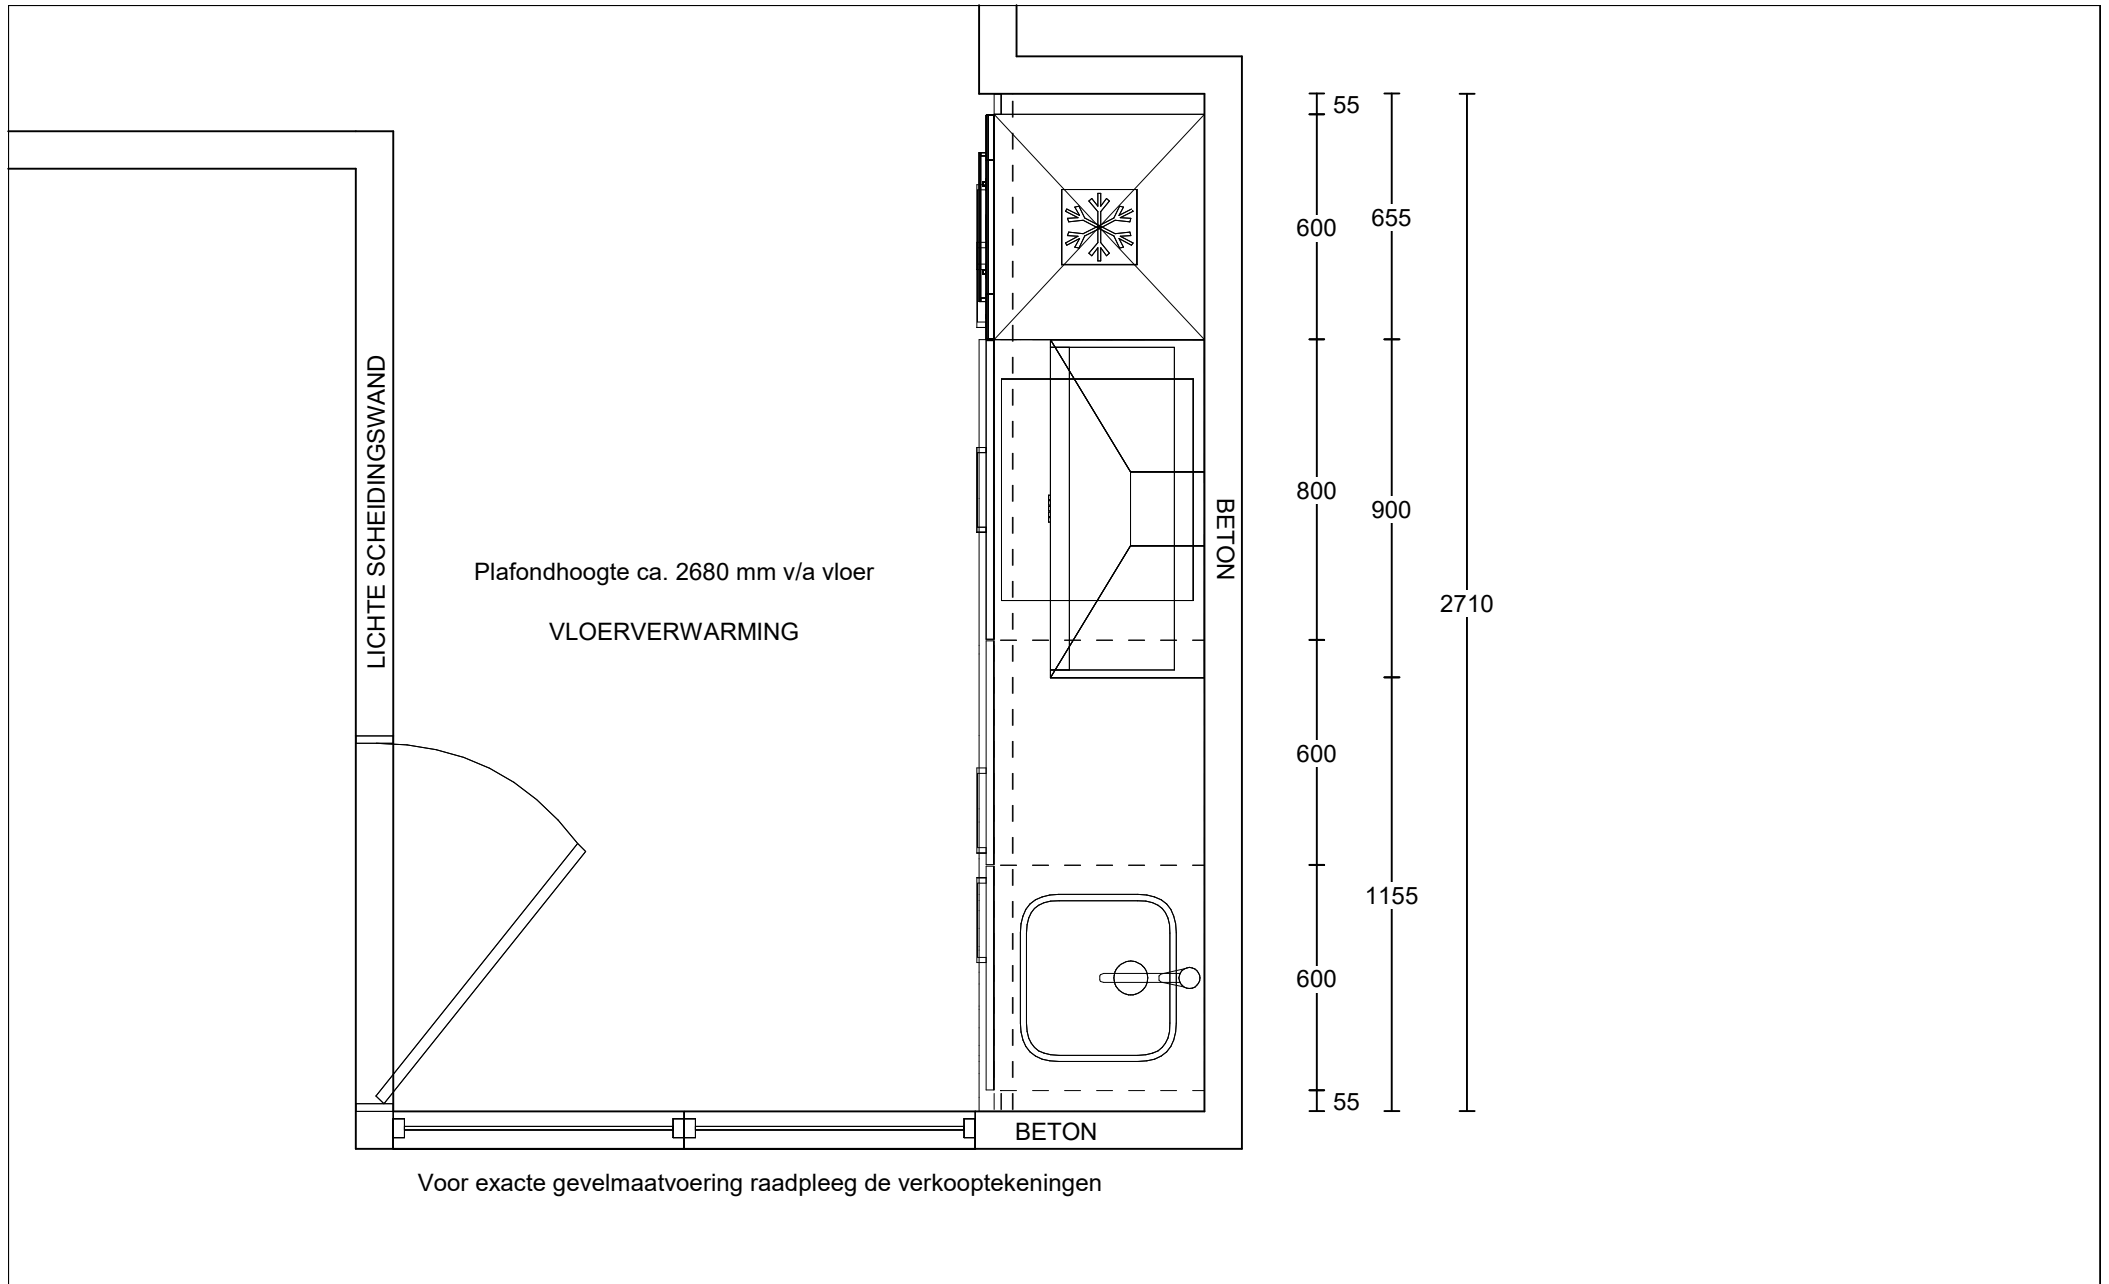 55
600
655
LICHTE SCHEIDINGSWAND
800
900
BETON
Plafondhoogte ca. 2680 mm v/a vloer
2710
VLOERVERWARMING
600
1155
600
55
BETON
Voor exacte gevelmaatvoering raadpleeg de verkooptekeningen